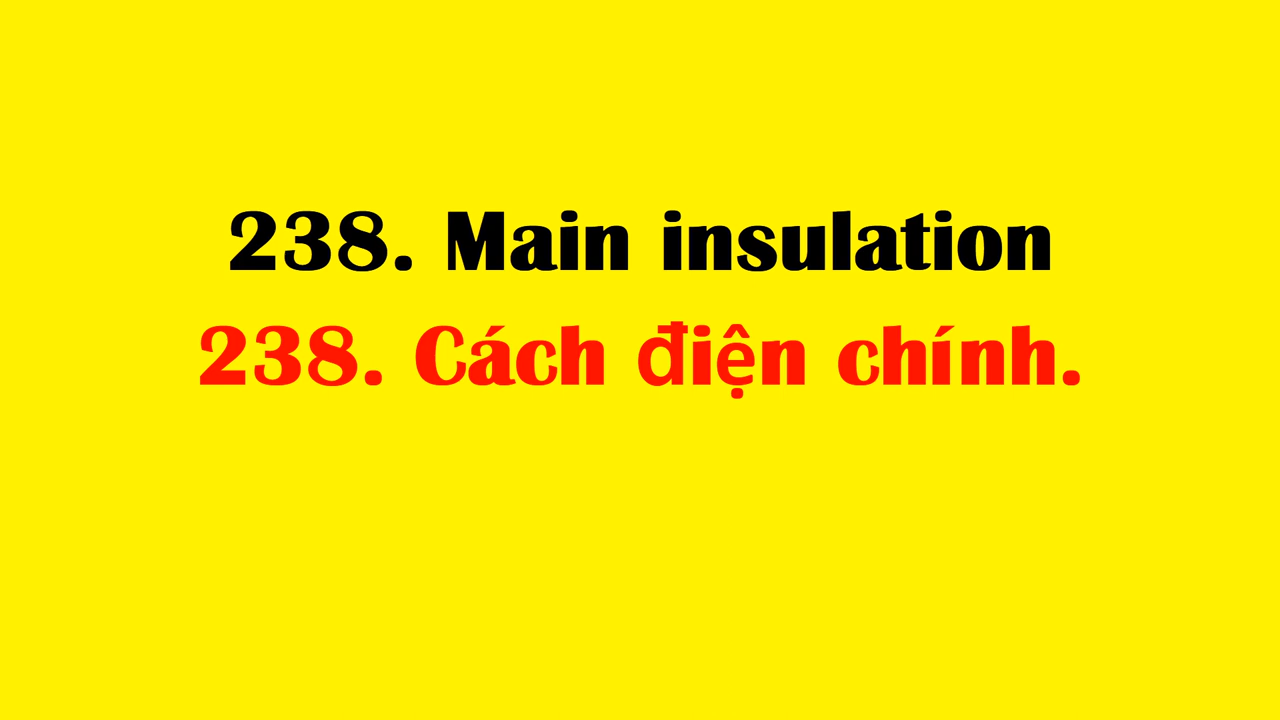 238. Main insulation
238. Cách điện chính.